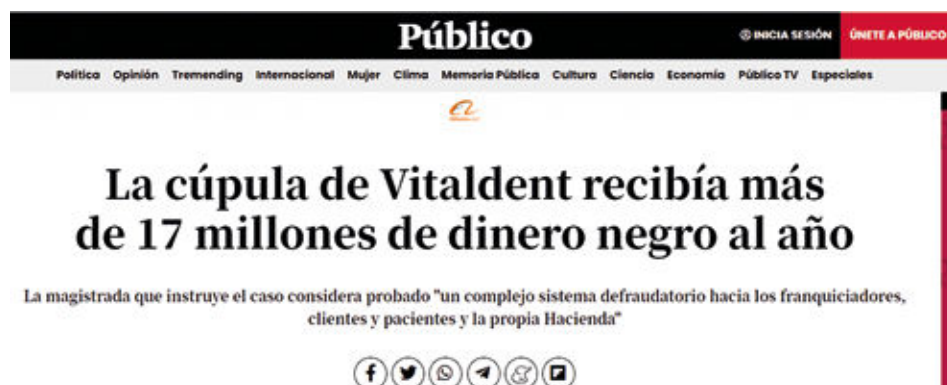 Público
INICIA SESIÓN
ÚNETE A PÚBLICO
Política Opinión Tremending Internacional Mujer Clima Memoria Pública Cultura Ciencia Economía Público TV Especiales
La cúpula de Vitaldent recibía más
de 17 millones de dinero negro al año
La magistrada que instruye el caso considera probado "un complejo sistema defraudatorio hacia los franquiciadores,
clientes y pacientes y la propia Hacienda"